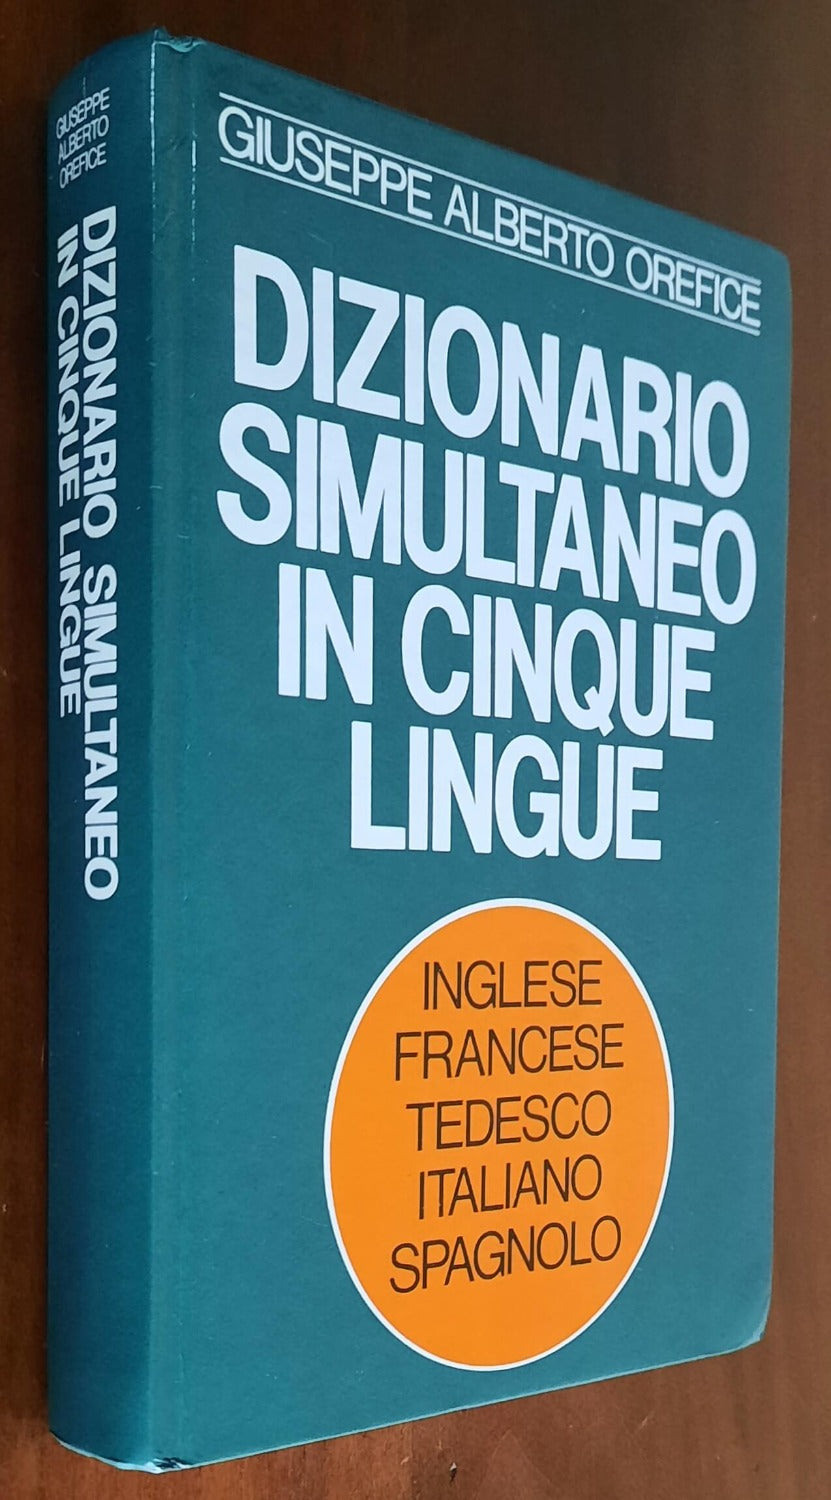 GIUSEPPE
ALBERTO
OREFICE
DIZIONARIO SIMULTANEO
IN CINQUE LINGUE
GIUSEPPE ALBERTO OREFICE
DIZIONARIO
SIMULTANEO
IN CINQUE
LINGUE
INGLESE
FRANCESE
TEDESCO
ITALIANO
SPAGNOLO